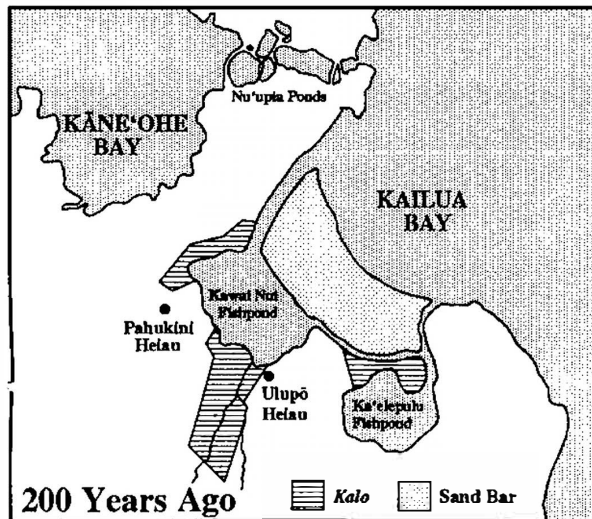 Nu‘upia Ponds
KĀNE‘OHE
BAY
KAILUA
BAY
Kawai Nui
Fishpond
Pahukini
Heiau
Ulupō
Heiau
Ka‘elepulu
Fishpond
200 Years Ago
Kalo
Sand Bar